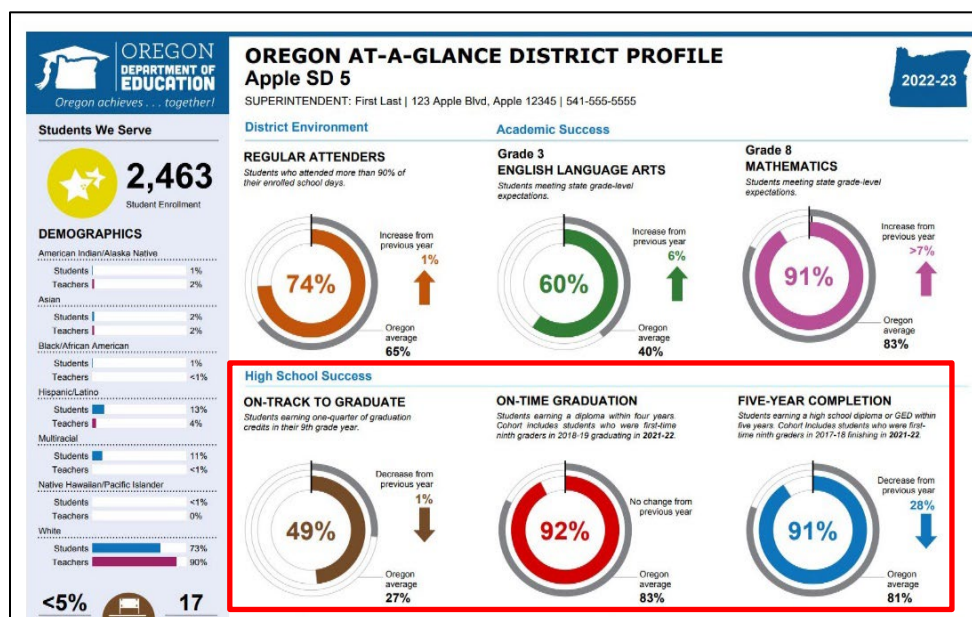 OREGON
DEPARTMENT OF
EDUCATION
Oregon achieves . . . together!
OREGON AT-A-GLANCE DISTRICT PROFILE
Apple SD 5
SUPERINTENDENT: First Last | 123 Apple Blvd, Apple 12345 | 541-555-5555
2022-23
Students We Serve
2,463
Student Enrollment
DEMOGRAPHICS
American Indian/Alaska Native
Students 1%
Teachers 2%
Asian
Students 2%
Teachers 2%
Black/African American
Students 1%
Teachers <1%
Hispanic/Latino
Students 13%
Teachers 4%
Multiracial
Students 11%
Teachers <1%
Native Hawaiian/Pacific Islander
Students <1%
Teachers 0%
White
Students 73%
Teachers 90%
<5%
17
District Environment
REGULAR ATTENDERS
Students who attended more than 90% of
their enrolled school days.
74%
Increase from
previous year
1%
Oregon
average
65%
Academic Success
Grade 3
ENGLISH LANGUAGE ARTS
Students meeting state grade-level
expectations.
60%
Increase from
previous year
6%
Oregon
average
40%
Grade 8
MATHEMATICS
Students meeting state grade-level
expectations.
91%
Increase from
previous year
>7%
Oregon
average
83%
High School Success
ON-TRACK TO GRADUATE
Students earning one-quarter of graduation
credits in their 9th grade year.
49%
Decrease from
previous year
1%
Oregon
average
27%
ON-TIME GRADUATION
Students earning a diploma within four years.
Cohort includes students who were first-time
ninth graders in 2018-19 graduating in 2021-22.
92%
No change from
previous year
Oregon
average
83%
FIVE-YEAR COMPLETION
Students earning a high school diploma or GED within
five years. Cohort Includes students who were first-
time ninth graders in 2017-18 finishing in 2021-22.
91%
Decrease from
previous year
28%
Oregon
average
81%